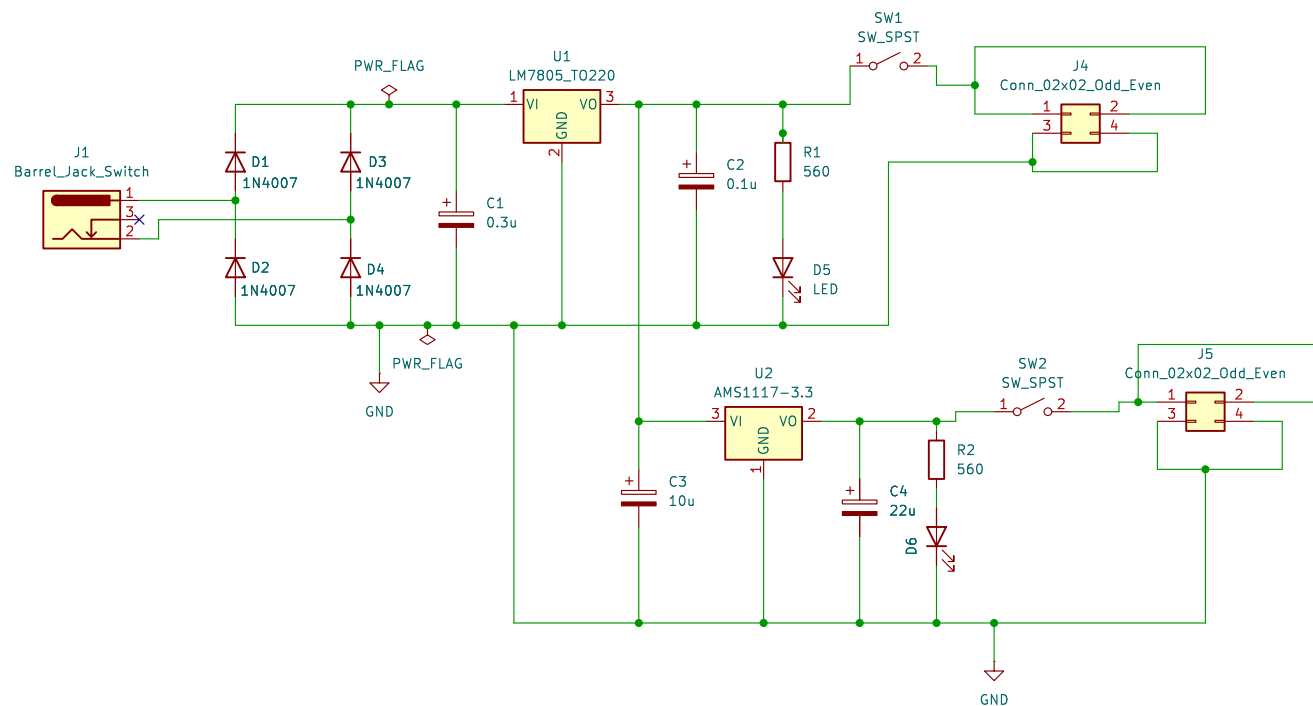 J1
Barrel_Jack_Switch
1
3
2
D1
1N4007
D2
1N4007
D3
1N4007
D4
1N4007
PWR_FLAG
PWR_FLAG
GND
C1
0.3u
U1
LM7805_TO220
1
VI
VO
3
GND
2
C2
0.1u
R1
560
D5
LED
SW1
SW_SPST
1
2
J4
Conn_02x02_Odd_Even
1
2
3
4
C3
10u
U2
AMS1117-3.3
3
VI
VO
2
GND
1
C4
22u
R2
560
D6
SW2
SW_SPST
1
2
J5
Conn_02x02_Odd_Even
1
2
3
4
GND